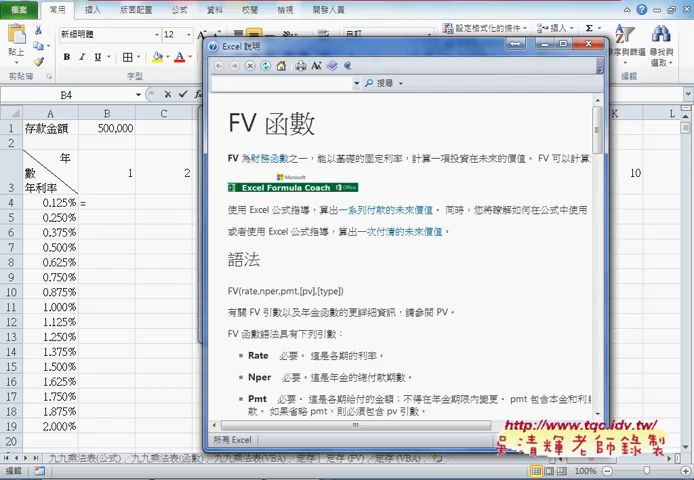 檔案 常用 插入 版面配置 公式 資料 校閱 檢視 開發人員
新細明體 12 自訂 設定格式化的條件 插入 Σ
貼上 B I U 排序與篩選 尋找與
選取
剪貼簿 字型 編輯
B4
A B C K L
1 存款金額 500,000
2
年
數 1 2 10
3 年利率
4 0.125% =
5 0.250%
6 0.375%
7 0.500%
8 0.625%
9 0.750%
10 0.875%
11 1.000%
12 1.125%
13 1.250%
14 1.375%
15 1.500%
16 1.625%
17 1.750%
18 1.875%
19 2.000%
20
九九乘法表(公式) 九九乘法表(函數) 九九乘法表(VBA) 定存 定存 (VBA)
編輯 100%
Excel 說明
搜尋
FV 函數
FV 為財務函數之一，能以基礎的固定利率，計算一項投資在未來的價值。 FV 可以計算
Microsoft
Excel Formula Coach Office
使用 Excel 公式指導，算出一系列付款的未來價值。 同時，您將瞭解如何在公式中使用
或者使用 Excel 公式指導，算出一次付清的未來價值。
語法
FV(rate,nper,pmt,[pv],[type])
有關 FV 引數以及年金函數的更詳細資訊，請參閱 PV。
FV 函數語法具有下列引數：
Rate 必要。 這是各期的利率。
Nper 必要。 這是年金的總付款期數。
Pmt 必要。 這是各期給付的金額；不得在年金期限內變更。 pmt 包含本金和利
款。 如果省略 pmt，則必須包含 pv 引數。
所有 Excel
http://www.tqc.idv.tw/
吳清輝老師錄製